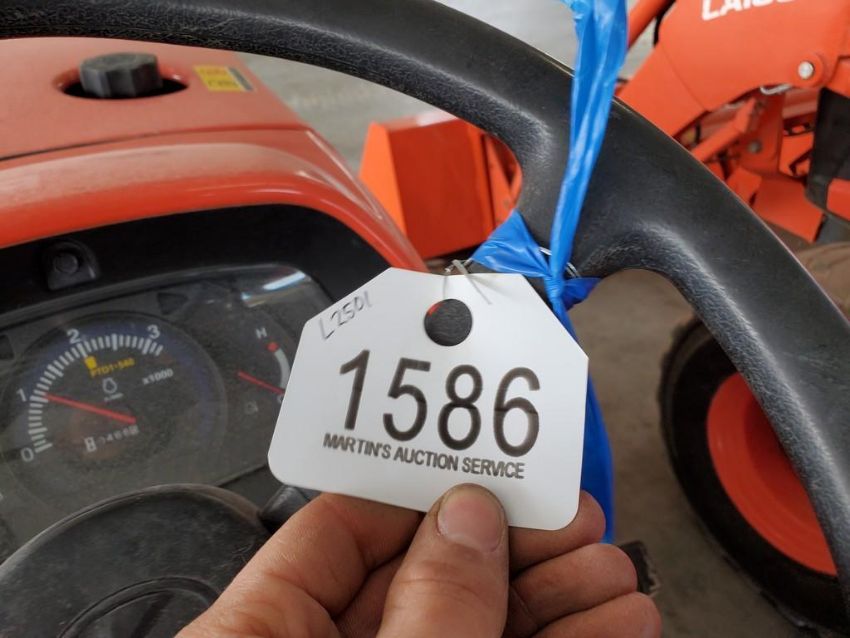 L2501
1586
MARTIN'S AUCTION SERVICE
0
1
2
3
PTO1:540
x1000
H